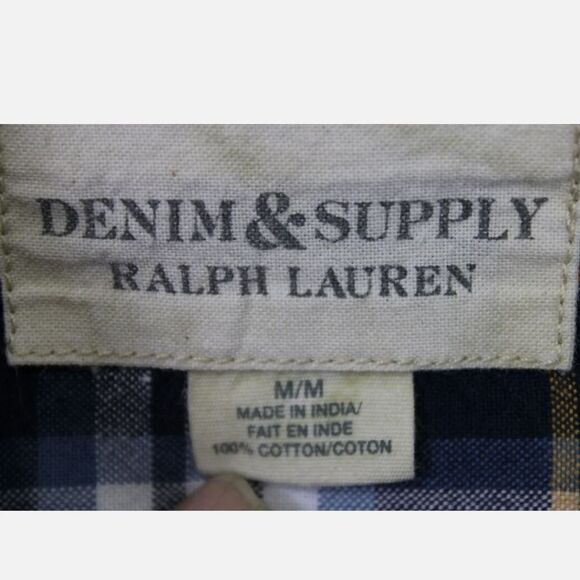 DENIM & SUPPLY
RALPH LAUREN
M/M
MADE IN INDIA/
FAIT EN INDE
100% COTTON/COTON